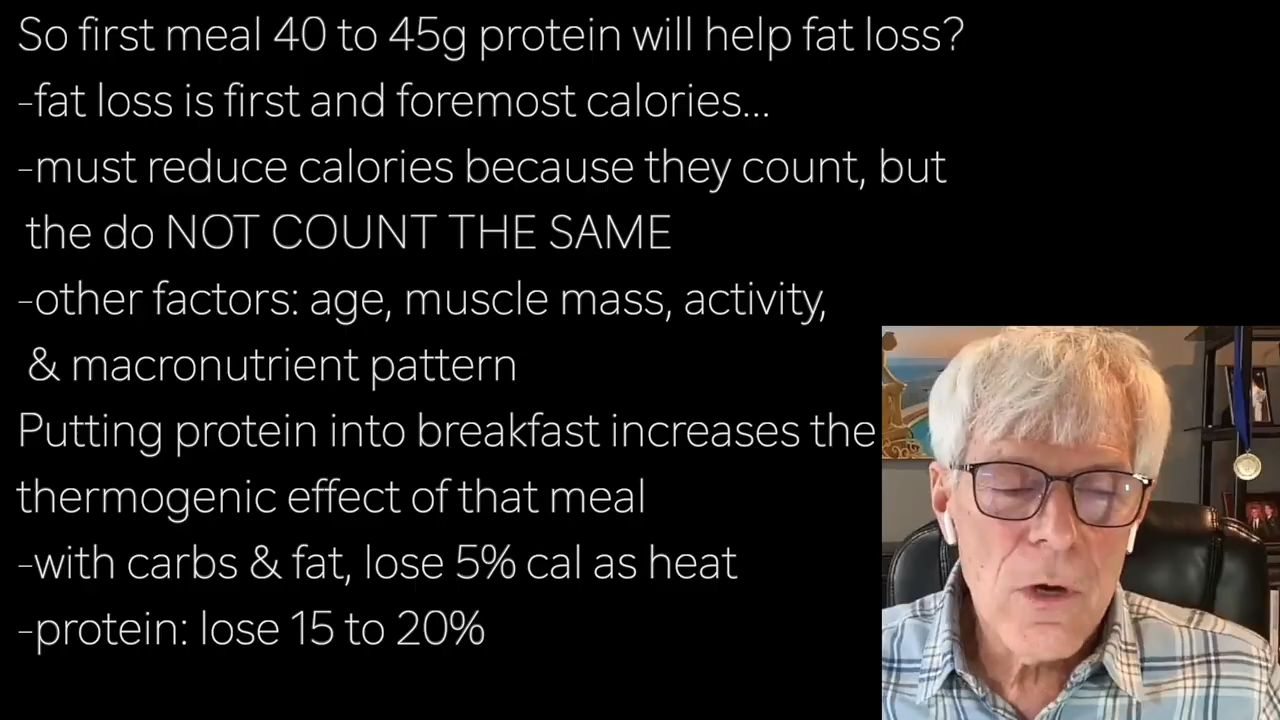 So first meal 40 to 45g protein will help fat loss?
-fat loss is first and foremost calories...
-must reduce calories because they count, but
the do NOT COUNT THE SAME
-other factors: age, muscle mass, activity,
& macronutrient pattern
Putting protein into breakfast increases the
thermogenic effect of that meal
-with carbs & fat, lose 5% cal as heat
-protein: lose 15 to 20%